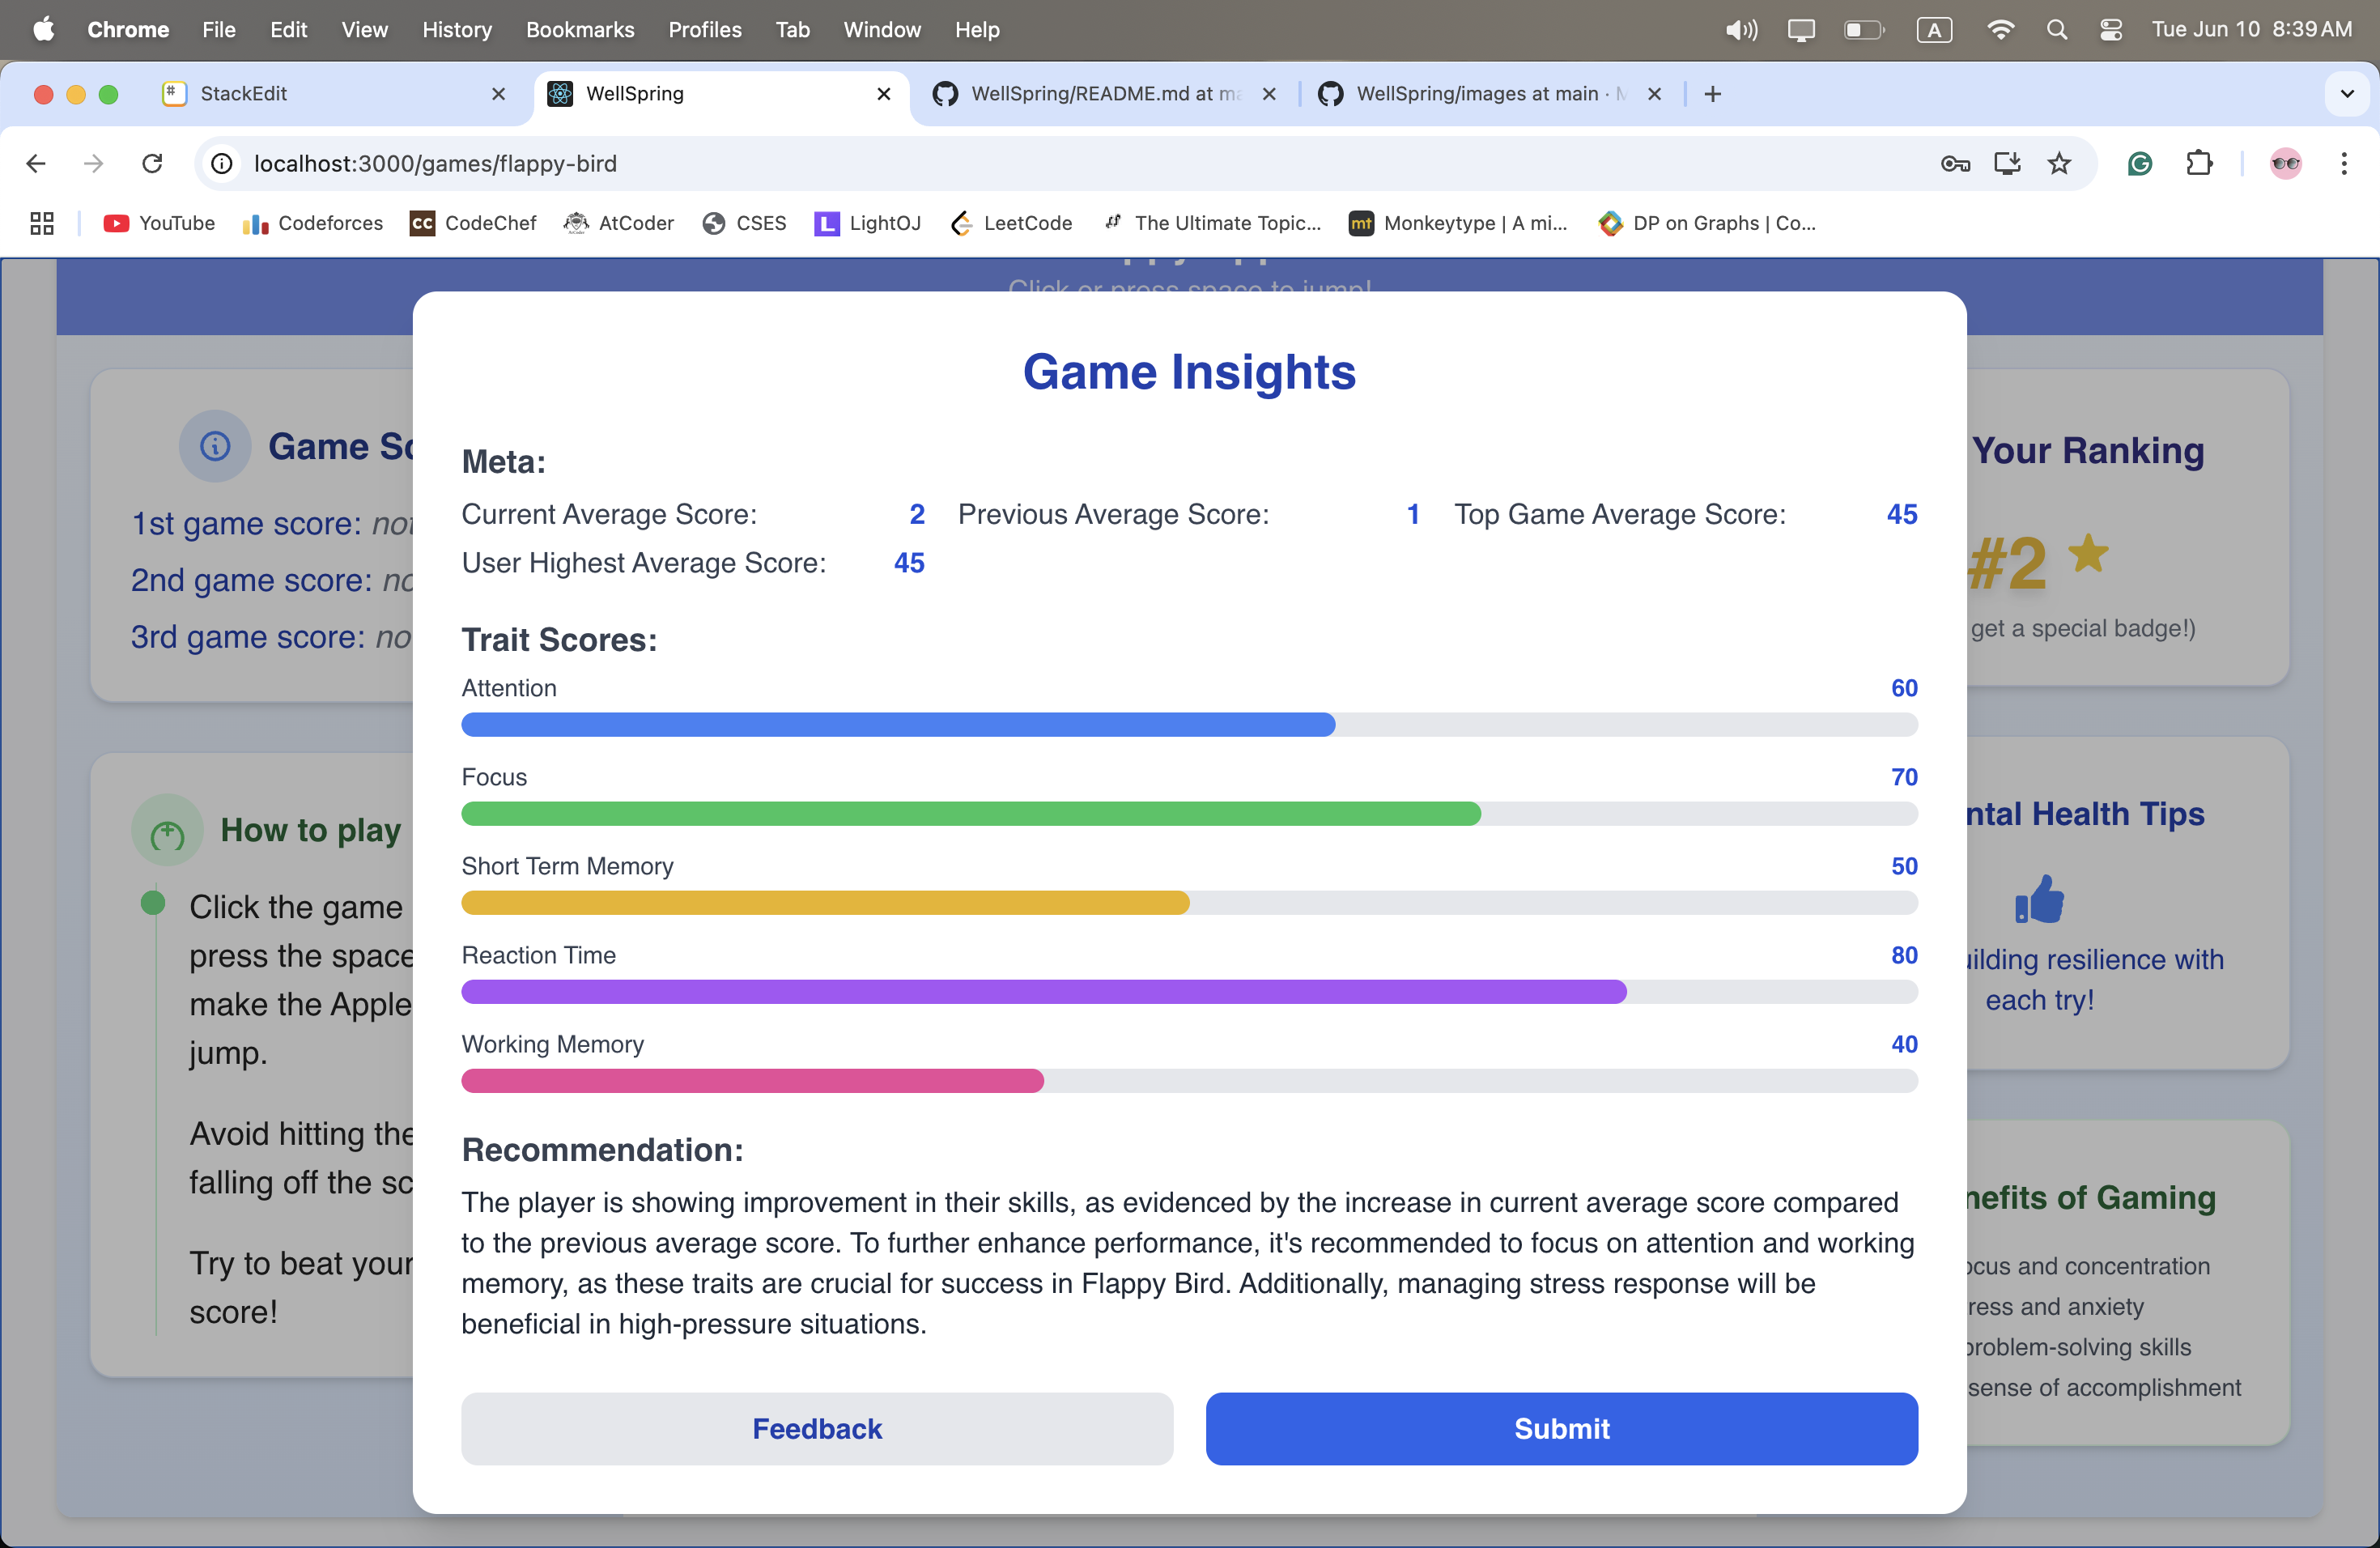 Chrome File Edit View History Bookmarks Profiles Tab Window Help A Tue Jun 10 8:39 AM
StackEdit WellSpring WellSpring/README.md at ma WellSpring/images at main ·
localhost:3000/games/flappy-bird
YouTube Codeforces CC CodeChef AtCoder CSES L LightOJ LeetCode The Ultimate Topic... mt Monkeytype | A mi... DP on Graphs | Co...
Click or press space to jump!
Game Insights
Game Sc
Your Ranking
Meta:
Current Average Score: 2 Previous Average Score: 1 Top Game Average Score: 45
User Highest Average Score: 45
1st game score: not
2nd game score: no
3rd game score: no
#2
get a special badge!)
Trait Scores:
Attention 60
Focus 70
Short Term Memory 50
Reaction Time 80
Working Memory 40
How to play
Click the game
press the space
make the Apple
jump.
Avoid hitting the
falling off the sc
Try to beat your
score!
ntal Health Tips
uilding resilience with
each try!
Recommendation:
The player is showing improvement in their skills, as evidenced by the increase in current average score compared
to the previous average score. To further enhance performance, it's recommended to focus on attention and working
memory, as these traits are crucial for success in Flappy Bird. Additionally, managing stress response will be
beneficial in high-pressure situations.
nefits of Gaming
ocus and concentration
ress and anxiety
problem-solving skills
sense of accomplishment
Feedback Submit